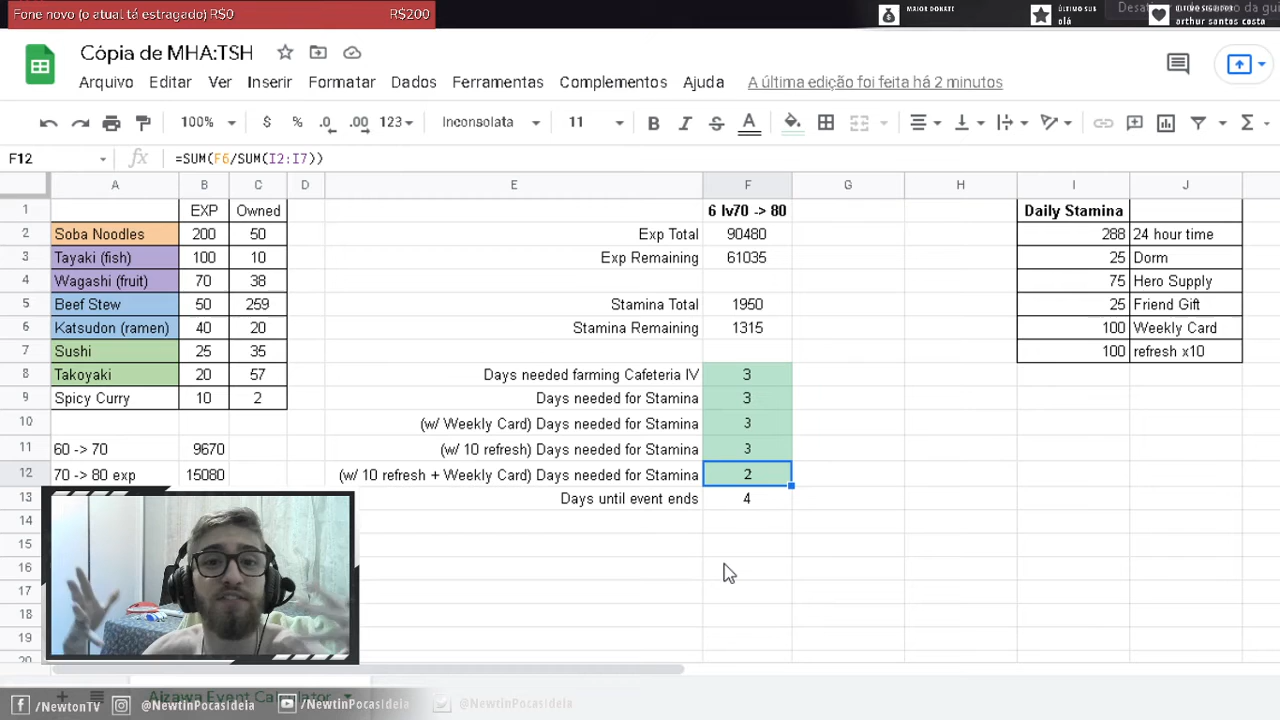 Fone novo (o atual tá estragado) R$0 R$200
MAIOR DONATE
ÚLTIMO SUB
olá
arthur santos costa
Cópia de MHA:TSH
Arquivo Editar Ver Inserir Formatar Dados Ferramentas Complementos Ajuda A última edição foi feita há 2 minutos
100% $ % .0 .00 123 Inconsolata 11 B I S A Σ
F12 fx =SUM(F6/SUM(I2:I7))
A B C D E F G H I J
1 EXP Owned 6 lv70 -> 80 Daily Stamina
2 Soba Noodles 200 50 Exp Total 90480 288 24 hour time
3 Tayaki (fish) 100 10 Exp Remaining 61035 25 Dorm
4 Wagashi (fruit) 70 38 75 Hero Supply
5 Beef Stew 50 259 Stamina Total 1950 25 Friend Gift
6 Katsudon (ramen) 40 20 Stamina Remaining 1315 100 Weekly Card
7 Sushi 25 35 100 refresh x10
8 Takoyaki 20 57 Days needed farming Cafeteria IV 3
9 Spicy Curry 10 2 Days needed for Stamina 3
10 (w/ Weekly Card) Days needed for Stamina 3
11 60 -> 70 9670 (w/ 10 refresh) Days needed for Stamina 3
12 70 -> 80 exp 15080 (w/ 10 refresh + Weekly Card) Days needed for Stamina 2
13 Days until event ends 4
14
15
16
17
18
19
20
Aizawa Event Calculator
/NewtonTV @NewtinPocasIdeia /NewtinPocasIdeia @NewtinPocasIdeia